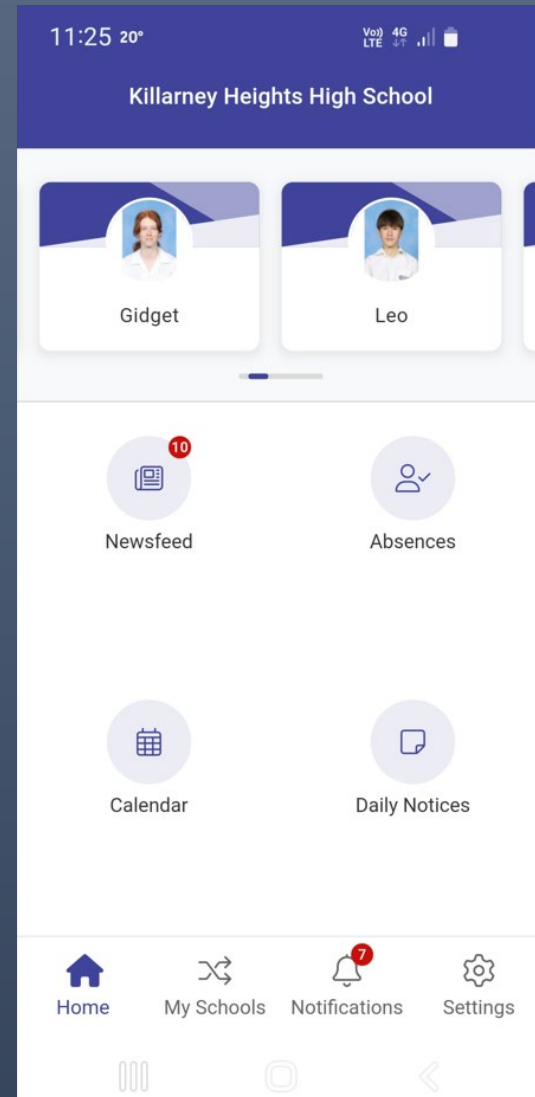 11:25 20° Vo)) LTE 4G
Killarney Heights High School
Gidget Leo
10
Newsfeed Absences
Calendar Daily Notices
7
Home My Schools Notifications Settings